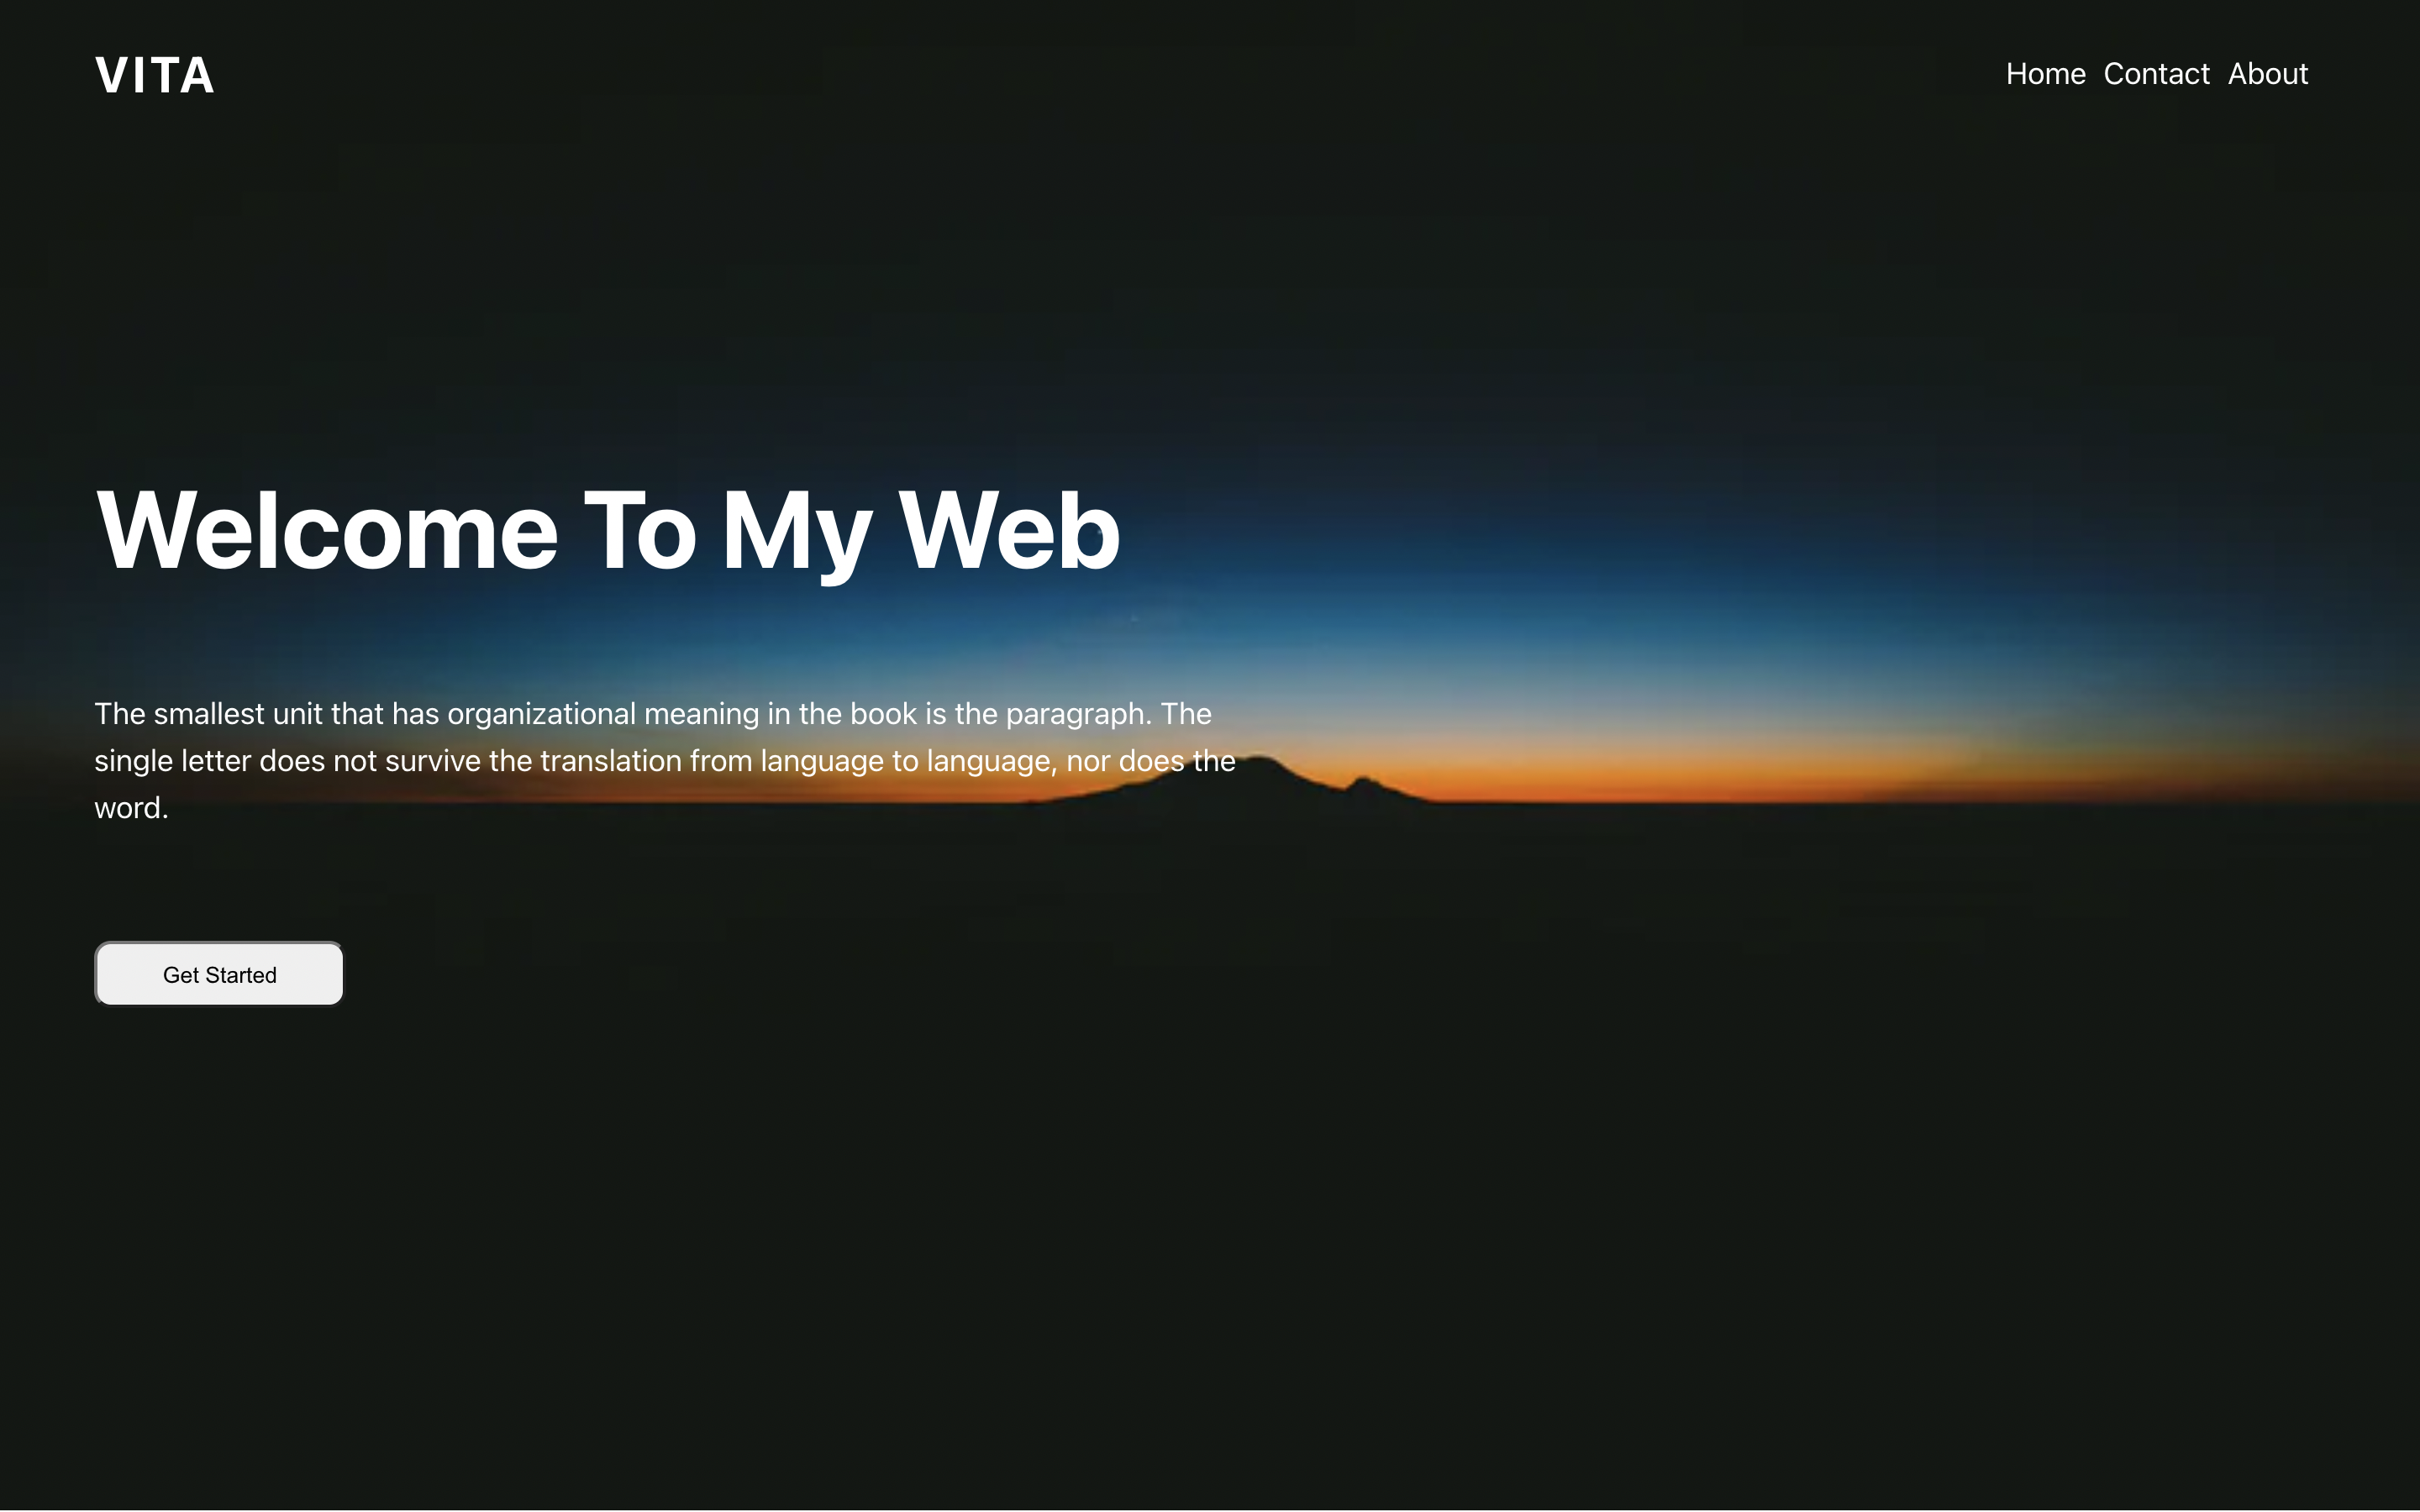 VITA
Home Contact About
Welcome To My Web
The smallest unit that has organizational meaning in the book is the paragraph. The
single letter does not survive the translation from language to language, nor does the
word.
Get Started